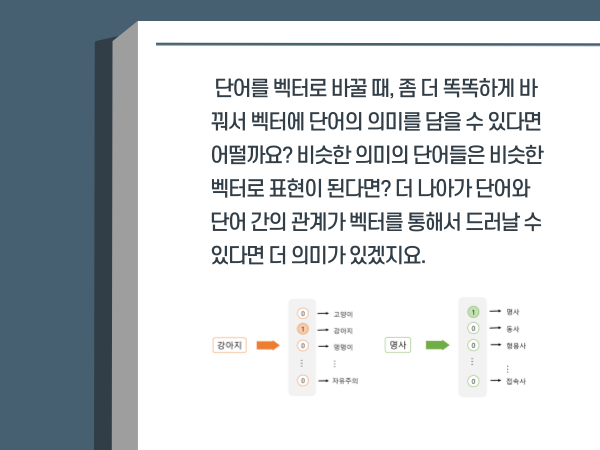 단어를 벡터로 바꿀 때, 좀 더 똑똑하게 바
꿔서 벡터에 단어의 의미를 담을 수 있다면
어떨까요? 비슷한 의미의 단어들은 비슷한
벡터로 표현이 된다면? 더 나아가 단어와
단어 간의 관계가 벡터를 통해서 드러날 수
있다면 더 의미가 있겠지요.
강아지
0 고양이
1 강아지
0 멍멍이
⋮ ⋮
0 자유주의
명사
1 명사
0 동사
0 형용사
⋮ ⋮
0 접속사